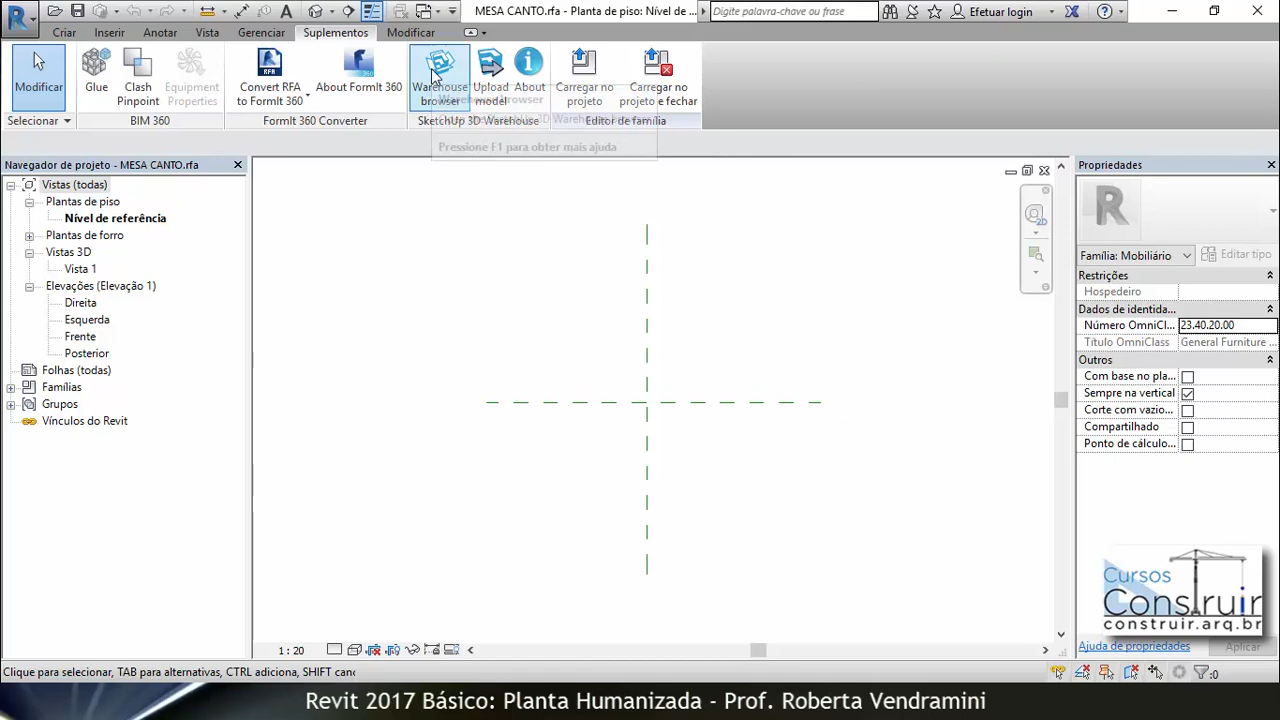 MESA CANTO.rfa - Planta de piso: Nível de ...
Digite palavra-chave ou frase
Efetuar login
Criar
Inserir
Anotar
Vista
Gerenciar
Suplementos
Modificar
Modificar
Glue
Clash
Pinpoint
Equipment
Properties
Convert RFA
to FormIt 360
About FormIt 360
Warehouse
browser
Upload
model
About
Carregar no
projeto
Carregar no
projeto e fechar
Selecionar
BIM 360
FormIt 360 Converter
SketchUp 3D Warehouse
Editor de família
Warehouse browser
Pressione F1 para obter mais ajuda
Navegador de projeto - MESA CANTO.rfa
Vistas (todas)
Plantas de piso
Nível de referência
Plantas de forro
Vistas 3D
Vista 1
Elevações (Elevação 1)
Direita
Esquerda
Frente
Posterior
Folhas (todas)
Famílias
Grupos
Vínculos do Revit
2D
Propriedades
R
Família: Mobiliário
Editar tipo
Restrições
Hospedeiro
Dados de identida...
Número OmniCl... 23.40.20.00
Título OmniClass General Furniture ...
Outros
Com base no pla...
Sempre na vertical
Corte com vazio...
Compartilhado
Ponto de cálculo...
Cursos
Construir
construir.arq.br
Ajuda de propriedades
Aplicar
1 : 20
Clique para selecionar, TAB para alternativas, CTRL adiciona, SHIFT canc
:0
Revit 2017 Básico: Planta Humanizada - Prof. Roberta Vendramini